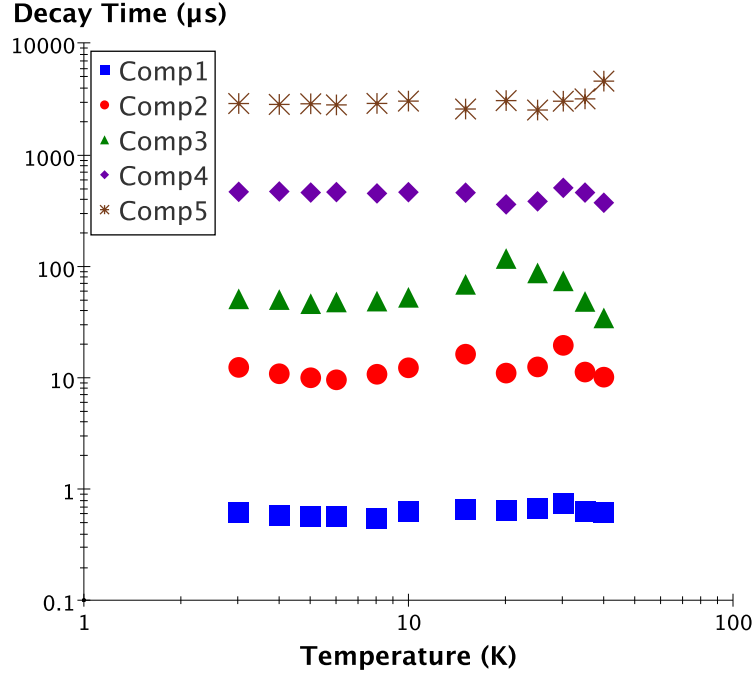 Decay Time (µs)
10000
1000
100
10
1
0.1
Comp1
Comp2
Comp3
Comp4
Comp5
1
10
100
Temperature (K)